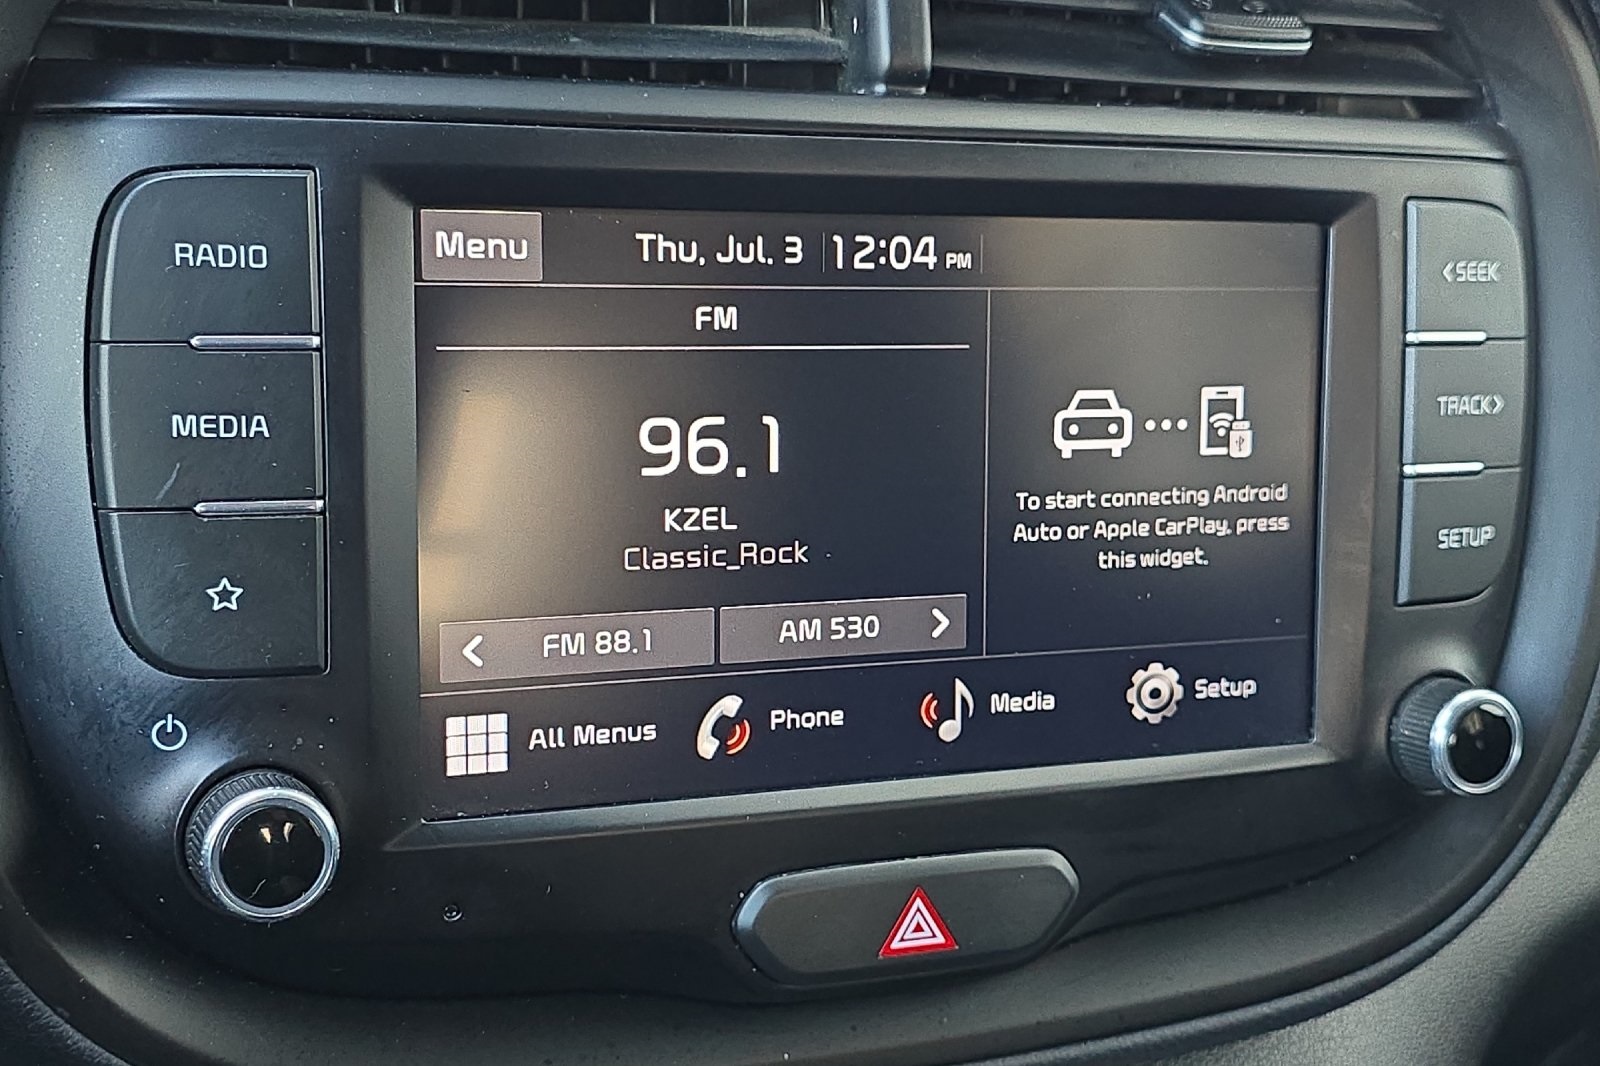 RADIO
MEDIA
Menu
Thu, Jul. 3
12:04 PM
FM
96.1
KZEL
Classic_Rock
< FM 88.1
AM 530 >
To start connecting Android
Auto or Apple CarPlay, press
this widget.
All Menus
Phone
Media
Setup
<SEEK
TRACK>
SETUP